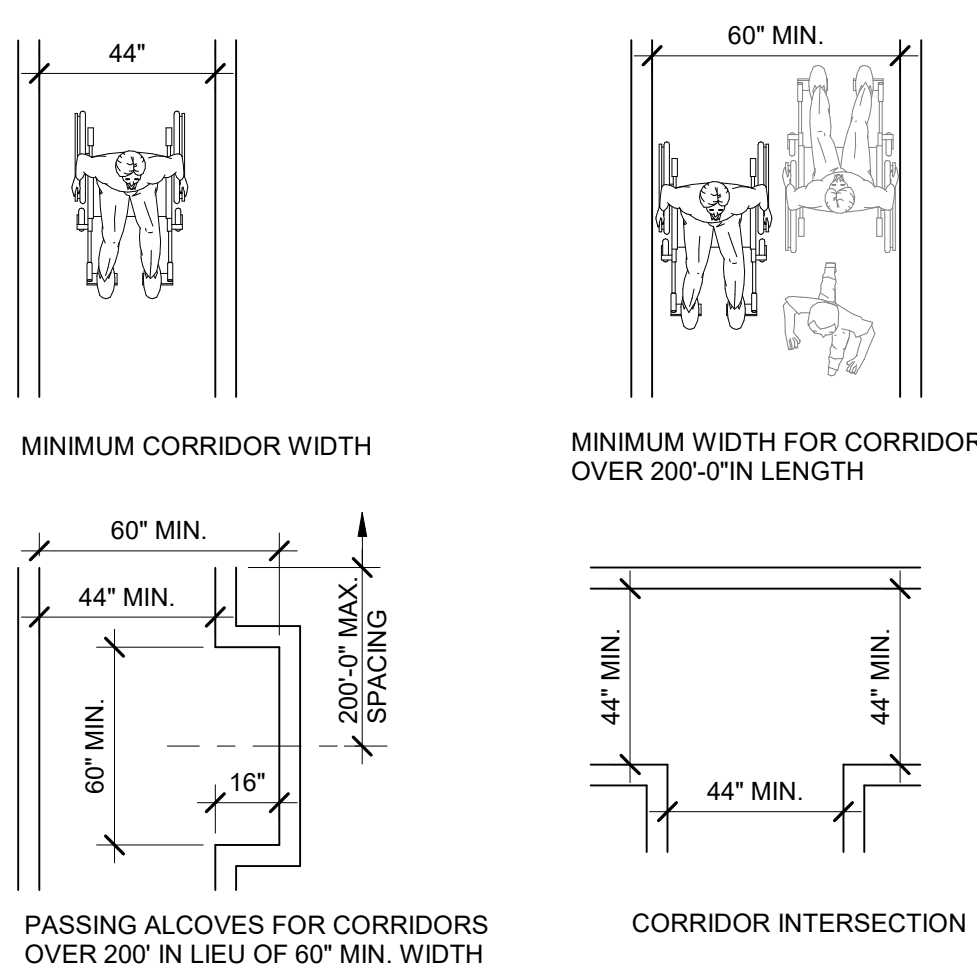 44"
60" MIN.
MINIMUM CORRIDOR WIDTH
MINIMUM WIDTH FOR CORRIDOR
OVER 200'-0"IN LENGTH
60" MIN.
44" MIN.
60" MIN.
16"
200'-0" MAX.
SPACING
44" MIN.
44" MIN.
44" MIN.
PASSING ALCOVES FOR CORRIDORS
OVER 200' IN LIEU OF 60" MIN. WIDTH
CORRIDOR INTERSECTION